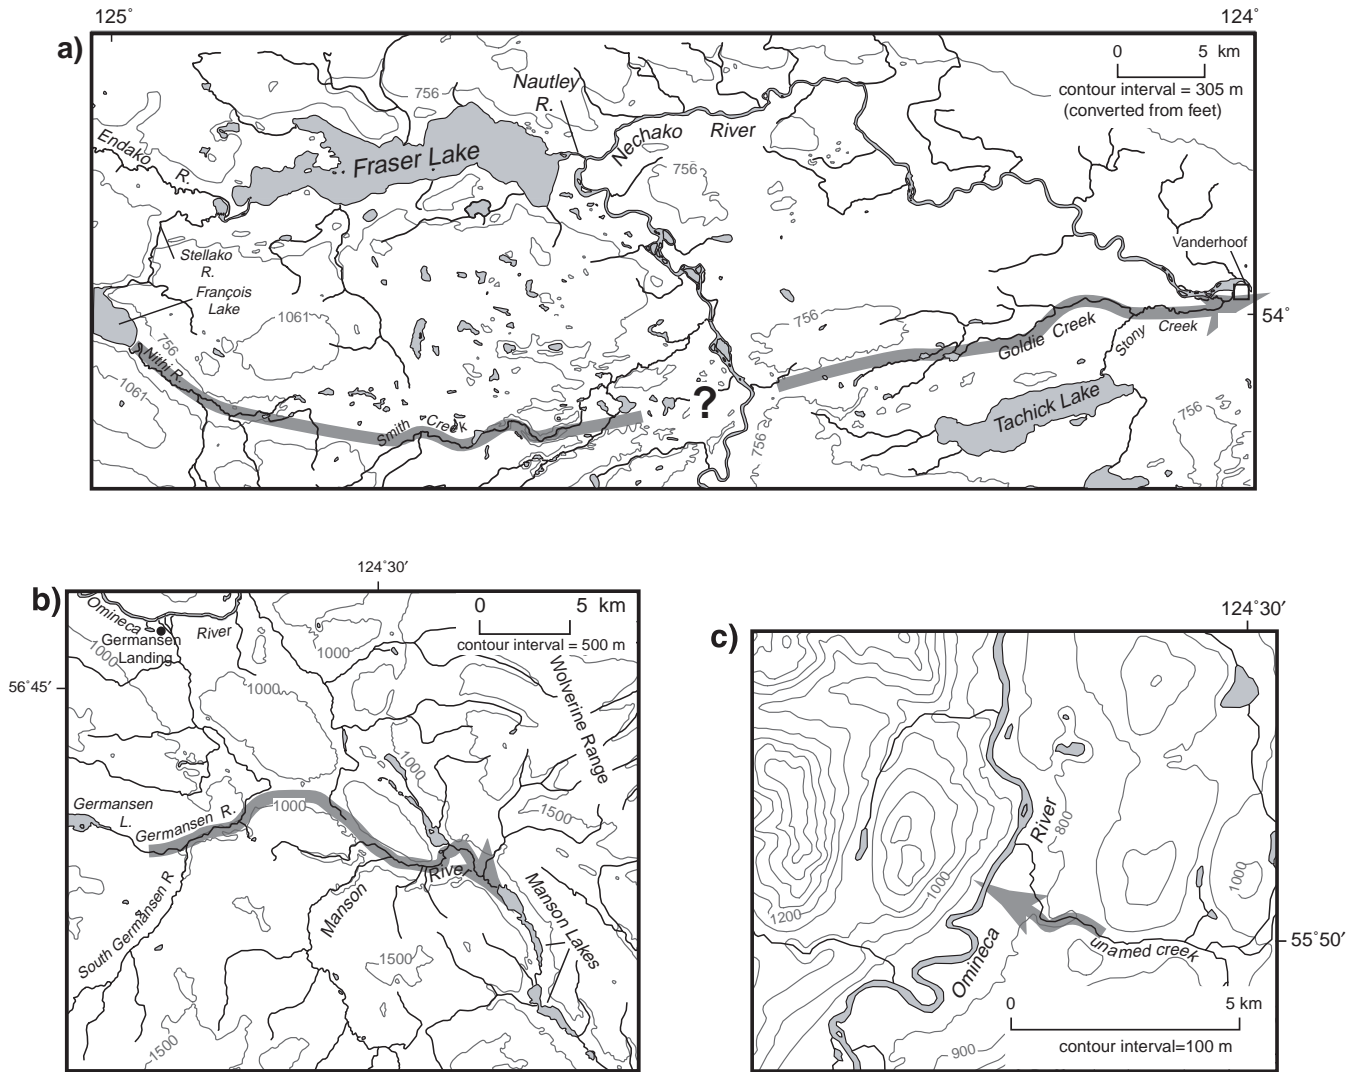 125°
124°
a)
0 5 km
contour interval = 305 m
(converted from feet)
Nautley
R.
756
Nechako River
Endako
R.
Fraser Lake
756
Stellako
R.
François
Lake
Vanderhoof
54°
1061
756
756
Nithi R.
1061
Goldie Creek
Stony Creek
Smith Creek
?
Tachick Lake
756
756
b)
124°30′
0 5 km
contour interval = 500 m
Omineca River
Germansen
Landing
1000
1000
56°45′
1000
Wolverine Range
1000
Germansen
L.
Germansen R.
1000
1500
River
Manson
Manson Lakes
South Germansen R.
1500
1500
c)
124°30′
River
800
1000
1000
1200
unamed creek
55°50′
Omineca
0 5 km
contour interval=100 m
900